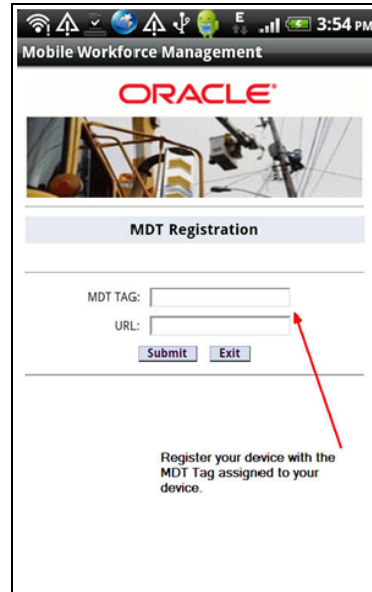 E
3:54 PM
Mobile Workforce Management
ORACLE
MDT Registration
MDT TAG:
URL:
Submit Exit
Register your device with the
MDT Tag assigned to your
device.